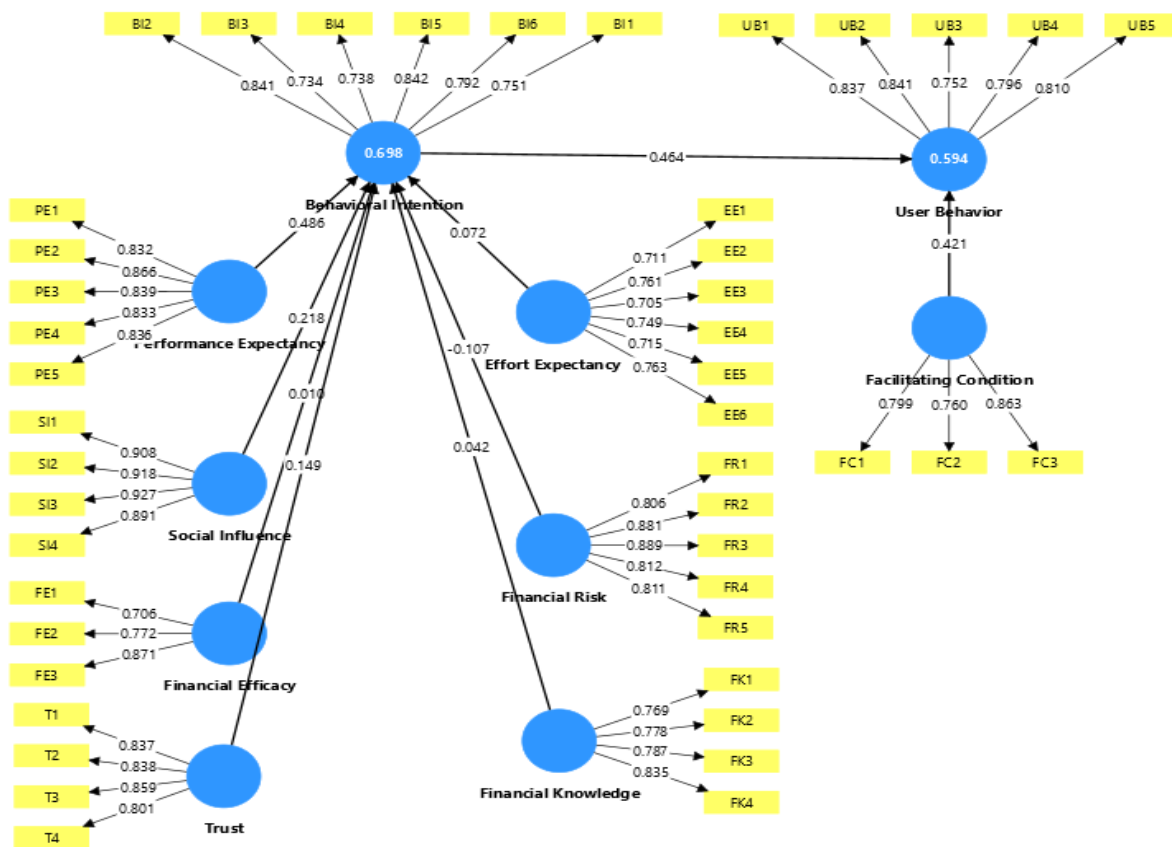 BI2 BI3 BI4 BI5 BI6 BI1
UB1 UB2 UB3 UB4 UB5
0.841 0.734 0.738 0.842 0.792 0.751
0.837 0.841 0.752 0.796 0.810
0.698
0.464
0.594
Behavioral Intention
User Behavior
0.486
0.072
0.421
PE1
PE2
PE3
PE4
PE5
0.832
0.866
0.839
0.833
0.836
Performance Expectancy
EE1
EE2
EE3
EE4
EE5
EE6
0.711
0.761
0.705
0.749
0.715
0.763
Effort Expectancy
Facilitating Condition
0.799 0.760 0.863
FC1 FC2 FC3
0.218
-0.107
0.010
0.042
0.149
SI1
SI2
SI3
SI4
0.908
0.918
0.927
0.891
Social Influence
FR1
FR2
FR3
FR4
FR5
0.806
0.881
0.889
0.812
0.811
Financial Risk
FE1
FE2
FE3
0.706
0.772
0.871
Financial Efficacy
T1
T2
T3
T4
0.837
0.838
0.859
0.801
Trust
FK1
FK2
FK3
FK4
0.769
0.778
0.787
0.835
Financial Knowledge